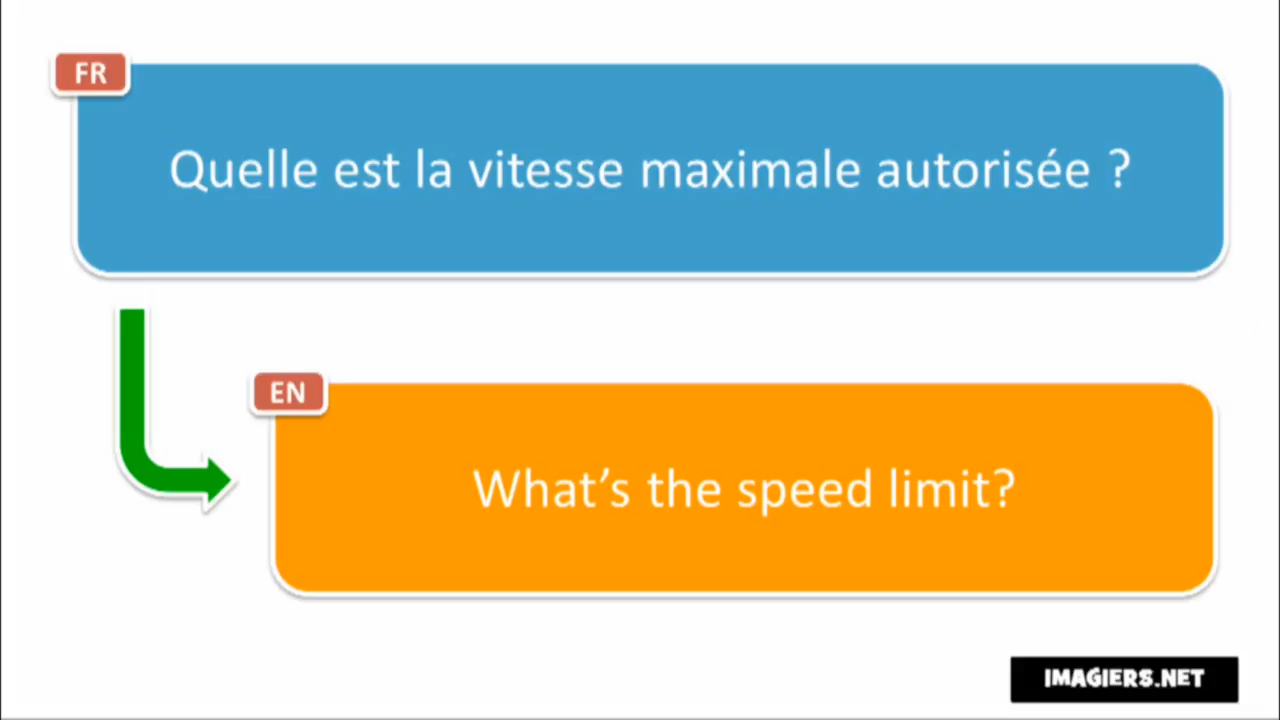 FR
Quelle est la vitesse maximale autorisée ?
EN
What’s the speed limit?
IMAGIERS.NET